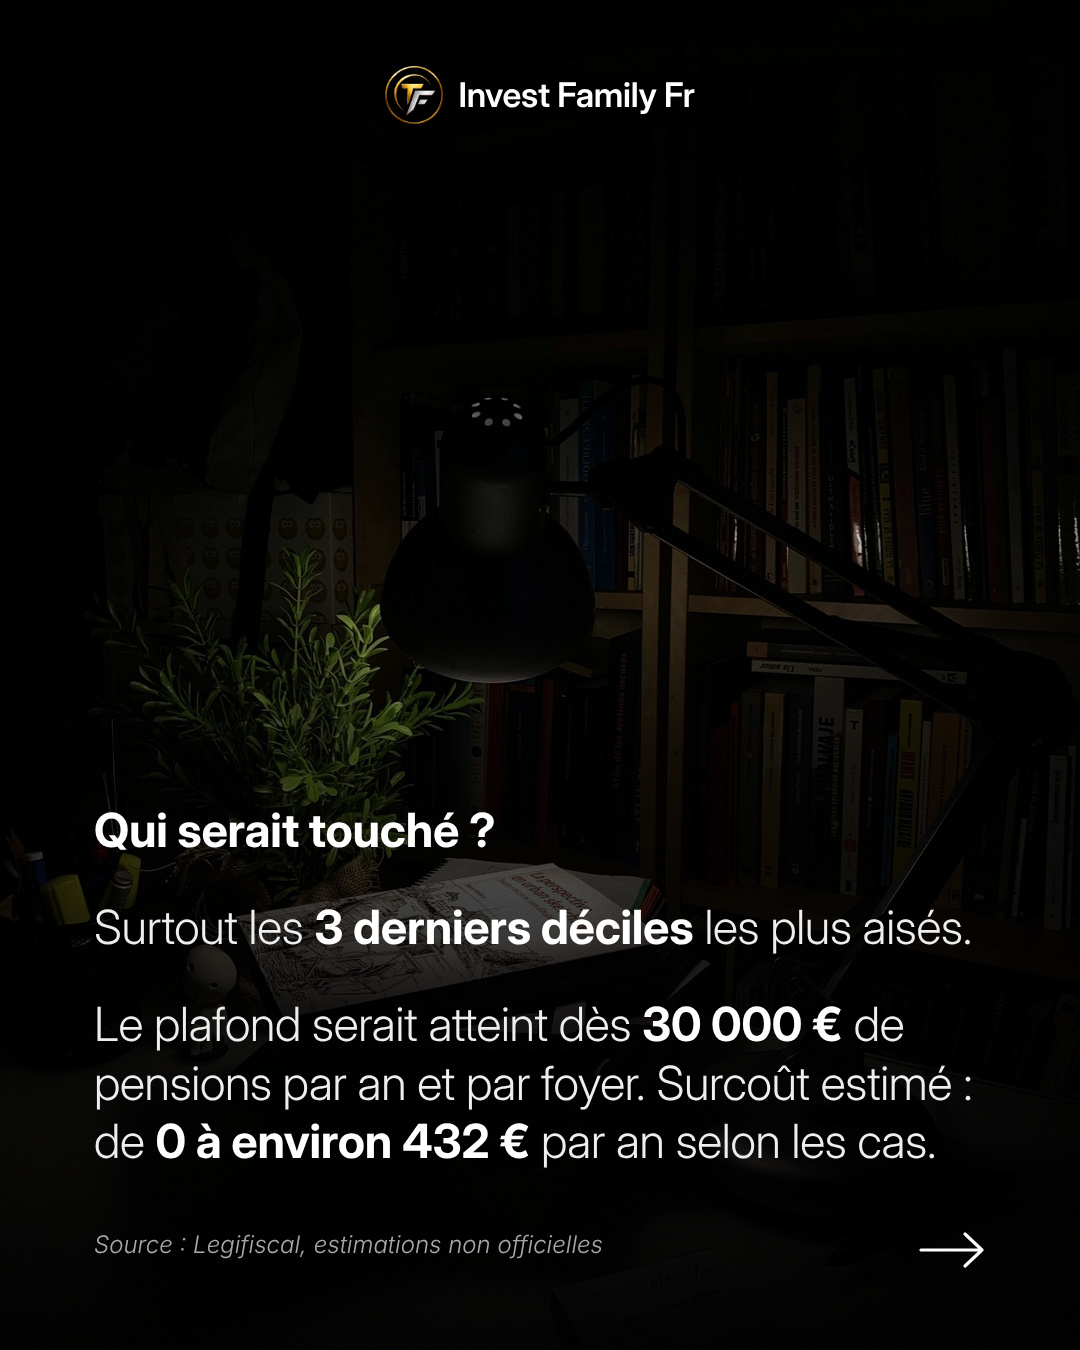 Invest Family Fr
Qui serait touché ?
Surtout les 3 derniers déciles les plus aisés.
Le plafond serait atteint dès 30 000 € de
pensions par an et par foyer. Surcoût estimé :
de 0 à environ 432 € par an selon les cas.
Source : Legifiscal, estimations non officielles